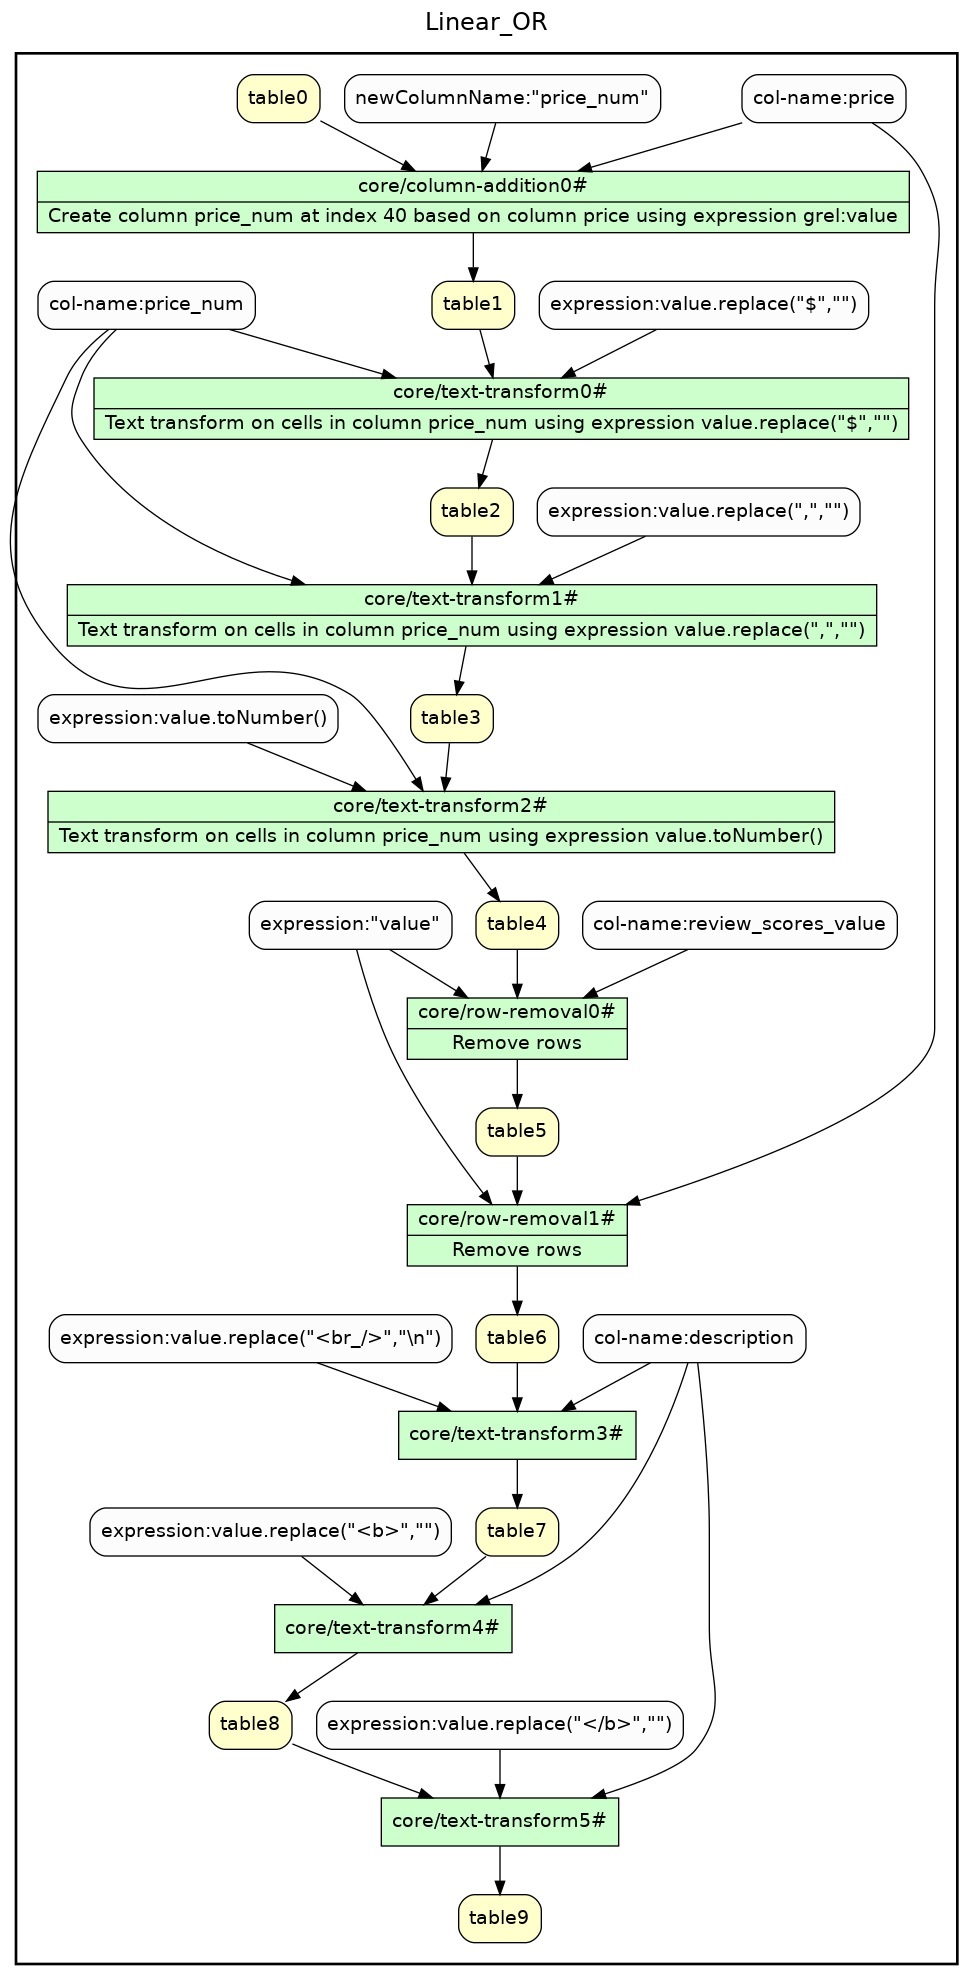 Linear_OR
table0
newColumnName:"price_num"
col-name:price
core/column-addition0#
Create column price_num at index 40 based on column price using expression grel:value
col-name:price_num
table1
expression:value.replace("$","")
core/text-transform0#
Text transform on cells in column price_num using expression value.replace("$","")
table2
expression:value.replace(",","")
core/text-transform1#
Text transform on cells in column price_num using expression value.replace(",","")
expression:value.toNumber()
table3
core/text-transform2#
Text transform on cells in column price_num using expression value.toNumber()
expression:"value"
table4
col-name:review_scores_value
core/row-removal0#
Remove rows
table5
core/row-removal1#
Remove rows
expression:value.replace("<br_/>","\n")
table6
col-name:description
core/text-transform3#
expression:value.replace("<b>","")
table7
core/text-transform4#
table8
expression:value.replace("</b>","")
core/text-transform5#
table9